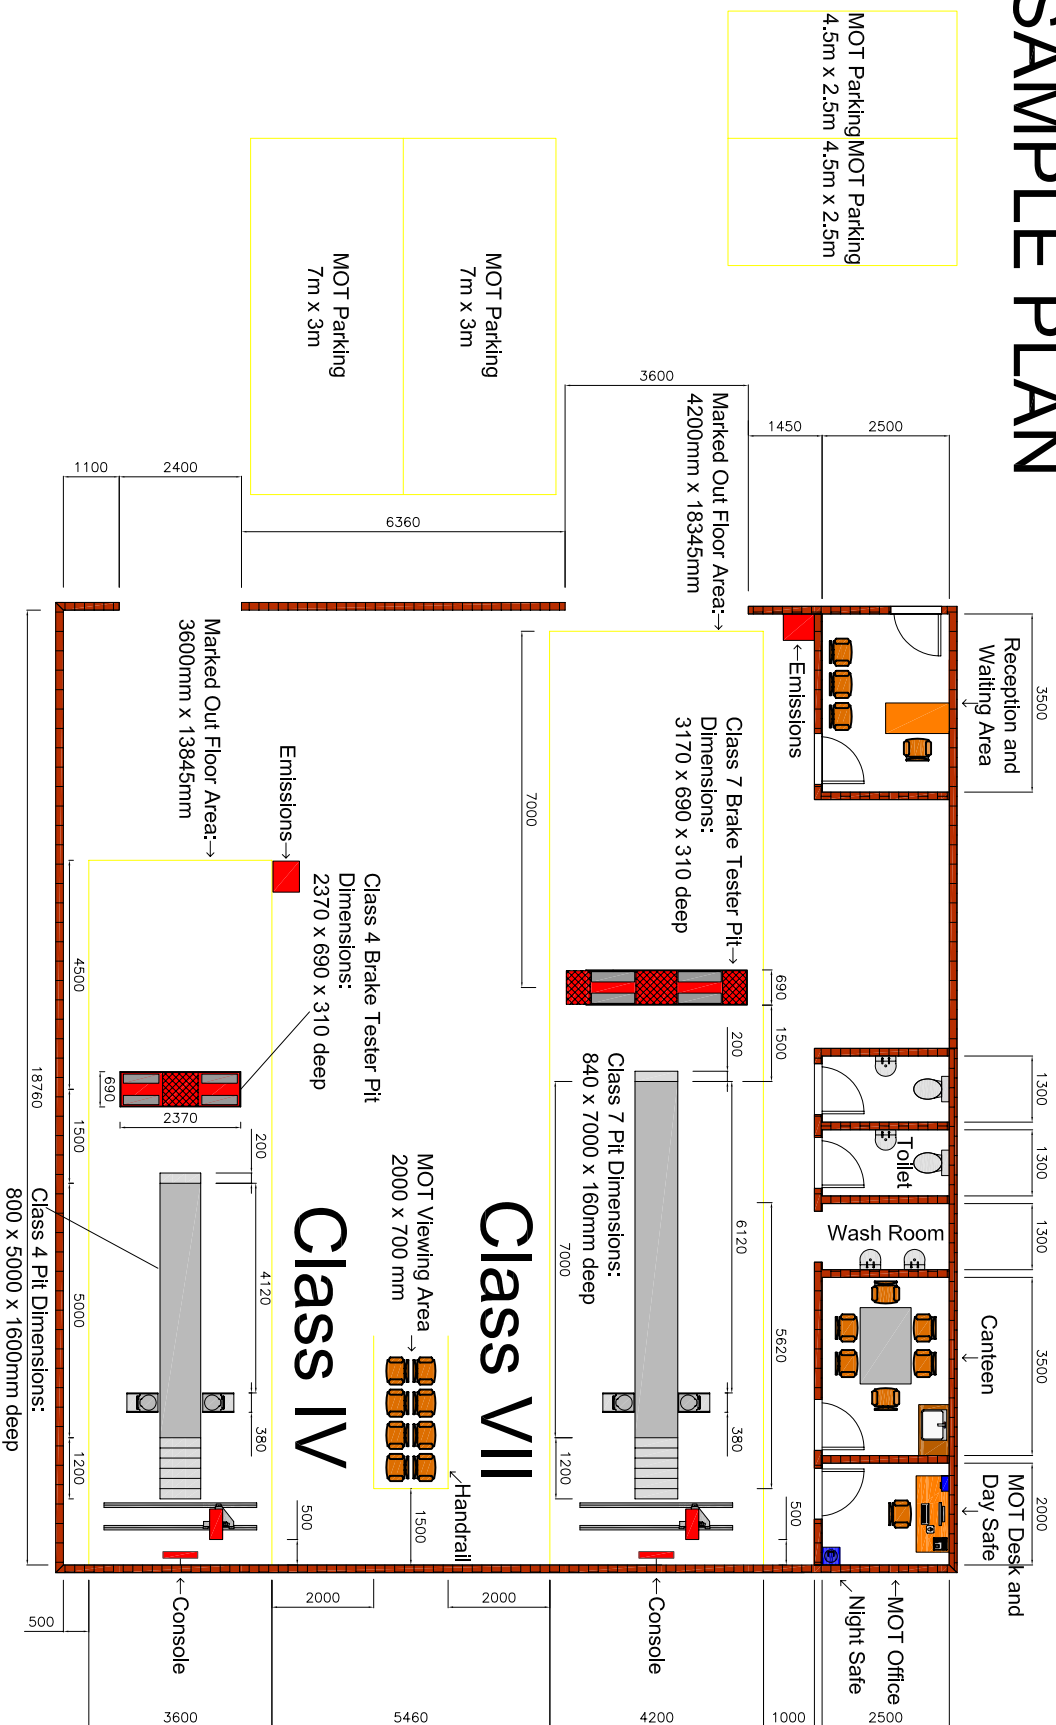 SAMPLE PLAN
MOT Parking
4.5m x 2.5m
MOT Parking
4.5m x 2.5m
MOT Parking
7m x 3m
MOT Parking
7m x 3m
3600
1450
2500
1100
2400
6360
Marked Out Floor Area:
4200mm x 18345mm
Reception and
Waiting Area
3500
Emissions
Class 7 Brake Tester Pit
Dimensions:
3170 x 690 x 310 deep
7000
Marked Out Floor Area:
3600mm x 13845mm
Emissions
Class 4 Brake Tester Pit
Dimensions:
2370 x 690 x 310 deep
690
1500
200
4500
18760
690
2370
1500
200
Class 7 Pit Dimensions:
840 x 7000 x 160mm deep
6120
7000
5620
1300
1300
1300
Toilet
Wash Room
Canteen
3500
2000
MOT Desk and
Day Safe
Class VII
MOT Viewing Area
2000 x 700 mm
Class IV
4120
5000
Class 4 Pit Dimensions:
800 x 5000 x 1600mm deep
380
1200
500
380
1200
500
1500
Handrail
MOT Office
Night Safe
Console
Console
2000
2000
500
3600
5460
4200
1000
2500